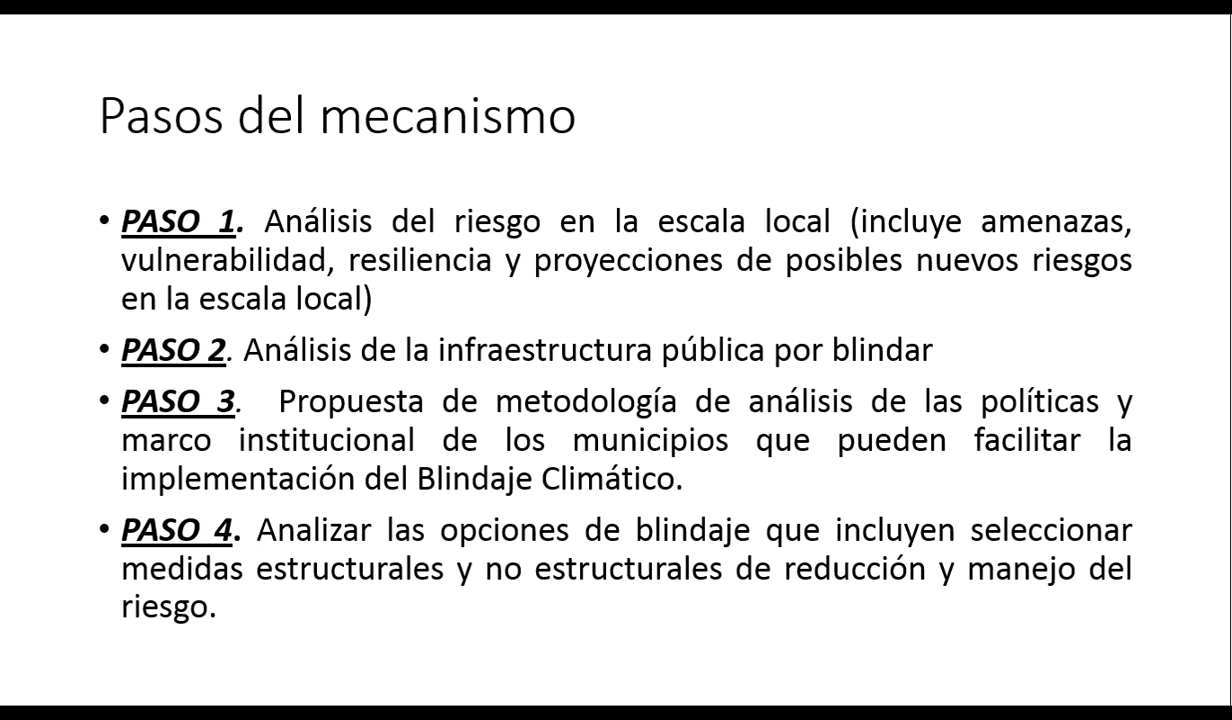 Pasos del mecanismo
• PASO 1. Análisis del riesgo en la escala local (incluye amenazas,
vulnerabilidad, resiliencia y proyecciones de posibles nuevos riesgos
en la escala local)
• PASO 2. Análisis de la infraestructura pública por blindar
• PASO 3. Propuesta de metodología de análisis de las políticas y
marco institucional de los municipios que pueden facilitar la
implementación del Blindaje Climático.
• PASO 4. Analizar las opciones de blindaje que incluyen seleccionar
medidas estructurales y no estructurales de reducción y manejo del
riesgo.